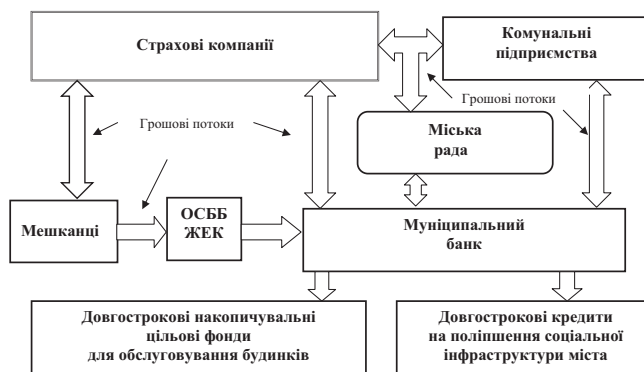 Страхові компанії
Комунальні
підприємства
Грошові потоки
Грошові потоки
Міська
рада
Мешканці
ОСББ
ЖЕК
Муніципальний
банк
Довгострокові накопичувальні
цільові фонди
для обслуговування будинків
Довгострокові кредити
на поліпшення соціальної
інфраструктури міста